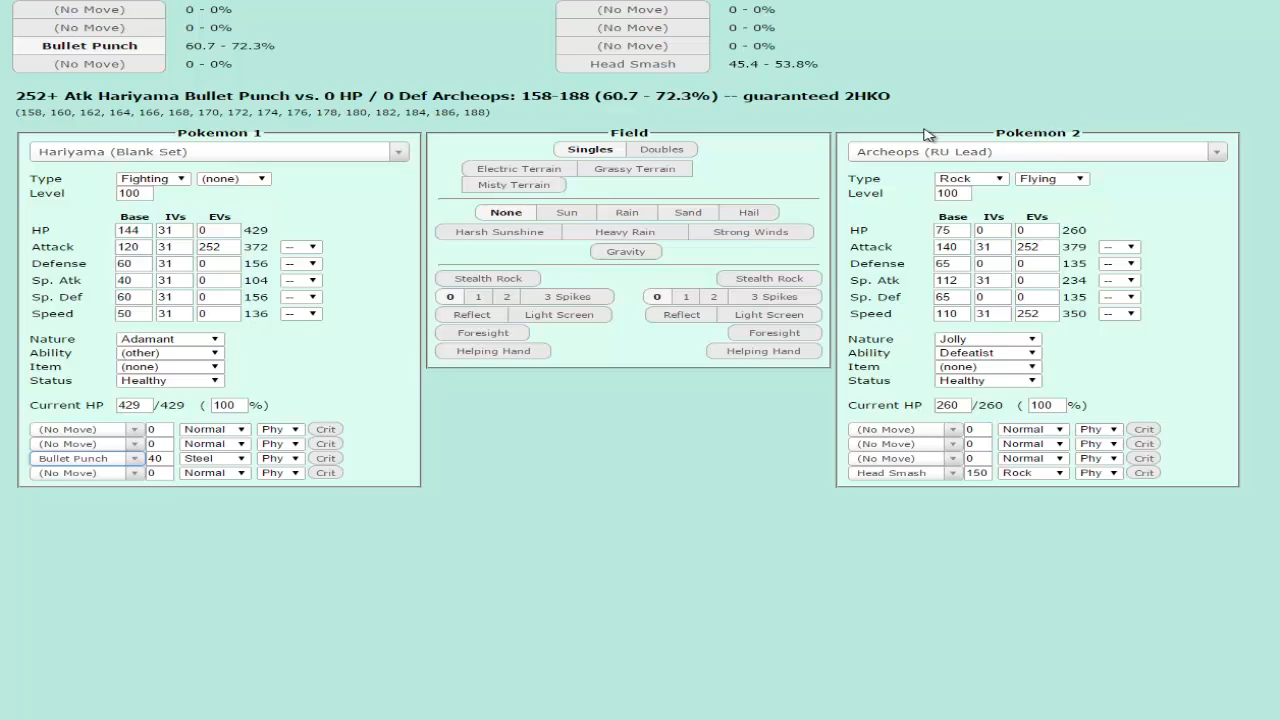 (No Move) 0 - 0% (No Move) 0 - 0%
(No Move) 0 - 0% (No Move) 0 - 0%
Bullet Punch 60.7 - 72.3% (No Move) 0 - 0%
(No Move) 0 - 0% Head Smash 45.4 - 53.8%
252+ Atk Hariyama Bullet Punch vs. 0 HP / 0 Def Archeops: 158-188 (60.7 - 72.3%) -- guaranteed 2HKO
(158, 160, 162, 164, 166, 168, 170, 172, 174, 176, 178, 180, 182, 184, 186, 188)
Pokemon 1
Hariyama (Blank Set)
Type Fighting (none)
Level 100
Base IVs EVs
HP 144 31 0 429
Attack 120 31 252 372 --
Defense 60 31 0 156 --
Sp. Atk 40 31 0 104 --
Sp. Def 60 31 0 156 --
Speed 50 31 0 136 --
Nature Adamant
Ability (other)
Item (none)
Status Healthy
Current HP 429 /429 ( 100 %)
(No Move) 0 Normal Phy Crit
(No Move) 0 Normal Phy Crit
Bullet Punch 40 Steel Phy Crit
(No Move) 0 Normal Phy Crit
Field
Singles Doubles
Electric Terrain Grassy Terrain
Misty Terrain
None Sun Rain Sand Hail
Harsh Sunshine Heavy Rain Strong Winds
Gravity
Stealth Rock Stealth Rock
0 1 2 3 Spikes 0 1 2 3 Spikes
Reflect Light Screen Reflect Light Screen
Foresight Foresight
Helping Hand Helping Hand
Pokemon 2
Archeops (RU Lead)
Type Rock Flying
Level 100
Base IVs EVs
HP 75 0 0 260
Attack 140 31 252 379 --
Defense 65 0 0 135 --
Sp. Atk 112 31 0 234 --
Sp. Def 65 0 0 135 --
Speed 110 31 252 350 --
Nature Jolly
Ability Defeatist
Item (none)
Status Healthy
Current HP 260 /260 ( 100 %)
(No Move) 0 Normal Phy Crit
(No Move) 0 Normal Phy Crit
(No Move) 0 Normal Phy Crit
Head Smash 150 Rock Phy Crit